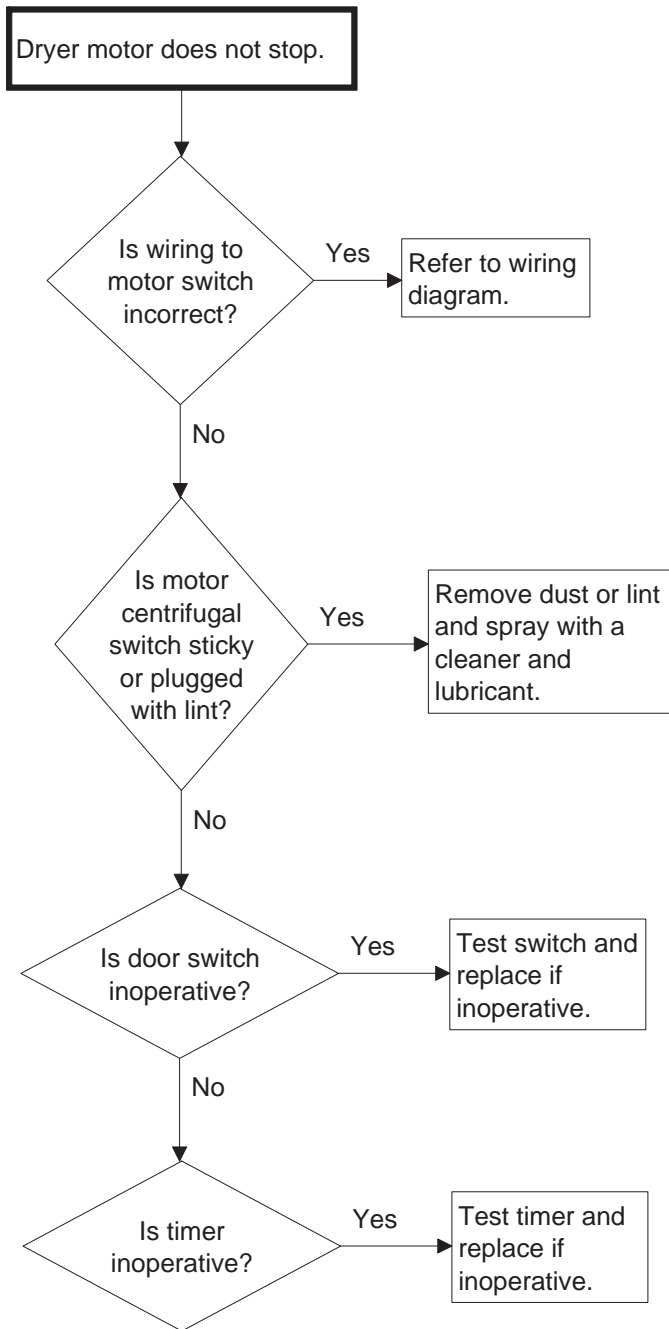 Dryer motor does not stop.
Is wiring to
motor switch
incorrect?
Yes
Refer to wiring
diagram.
No
Is motor
centrifugal
switch sticky
or plugged
with lint?
Yes
Remove dust or lint
and spray with a
cleaner and
lubricant.
No
Is door switch
inoperative?
Yes
Test switch and
replace if
inoperative.
No
Is timer
inoperative?
Yes
Test timer and
replace if
inoperative.